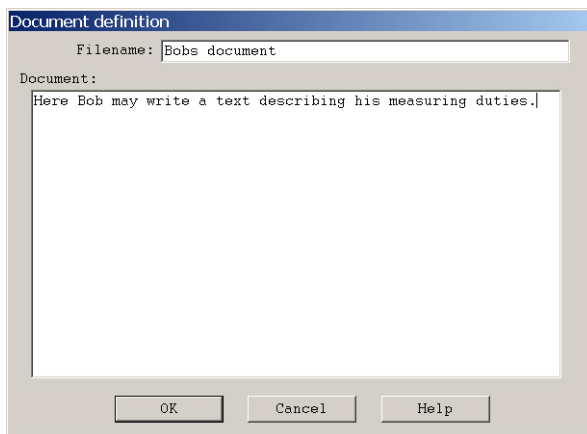 Document definition
Filename: Bobs document
Document:
Here Bob may write a text describing his measuring duties.
OK Cancel Help